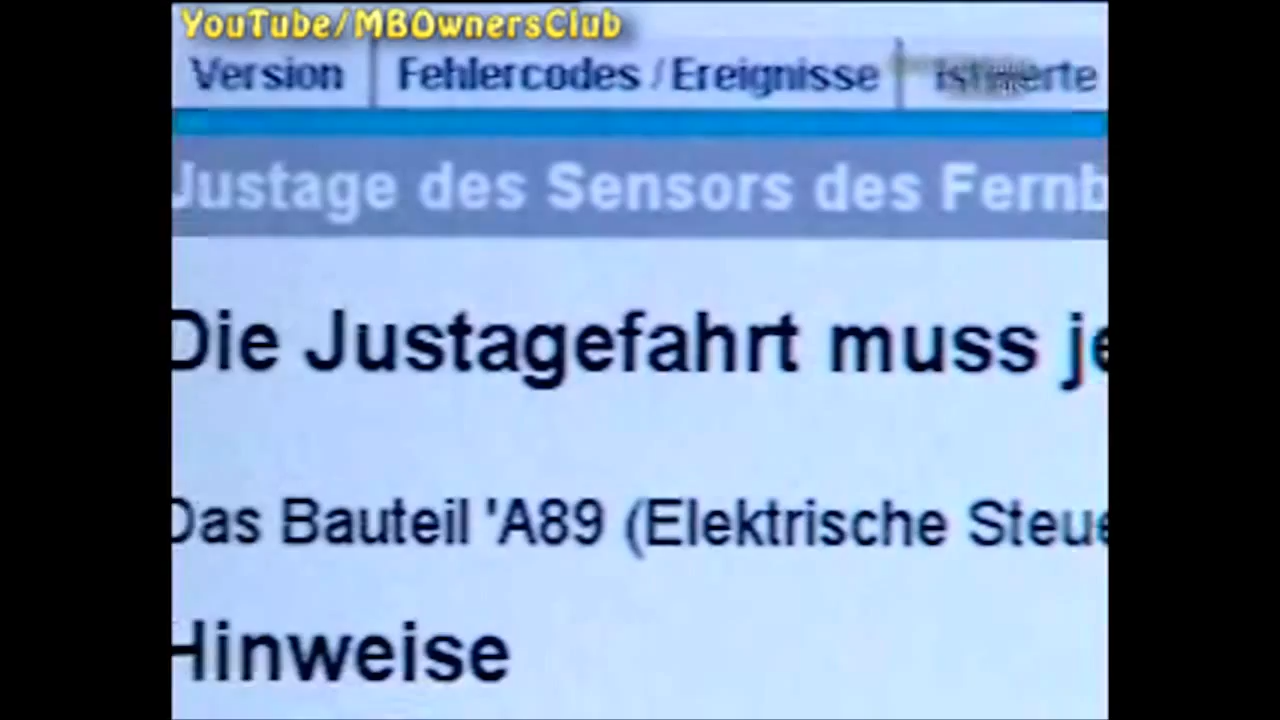 YouTube/MBOwnersClub
Version Fehlercodes / Ereignisse Istwerte
Justage des Sensors des Fernb
Die Justagefahrt muss je
Das Bauteil 'A89 (Elektrische Steue
Hinweise